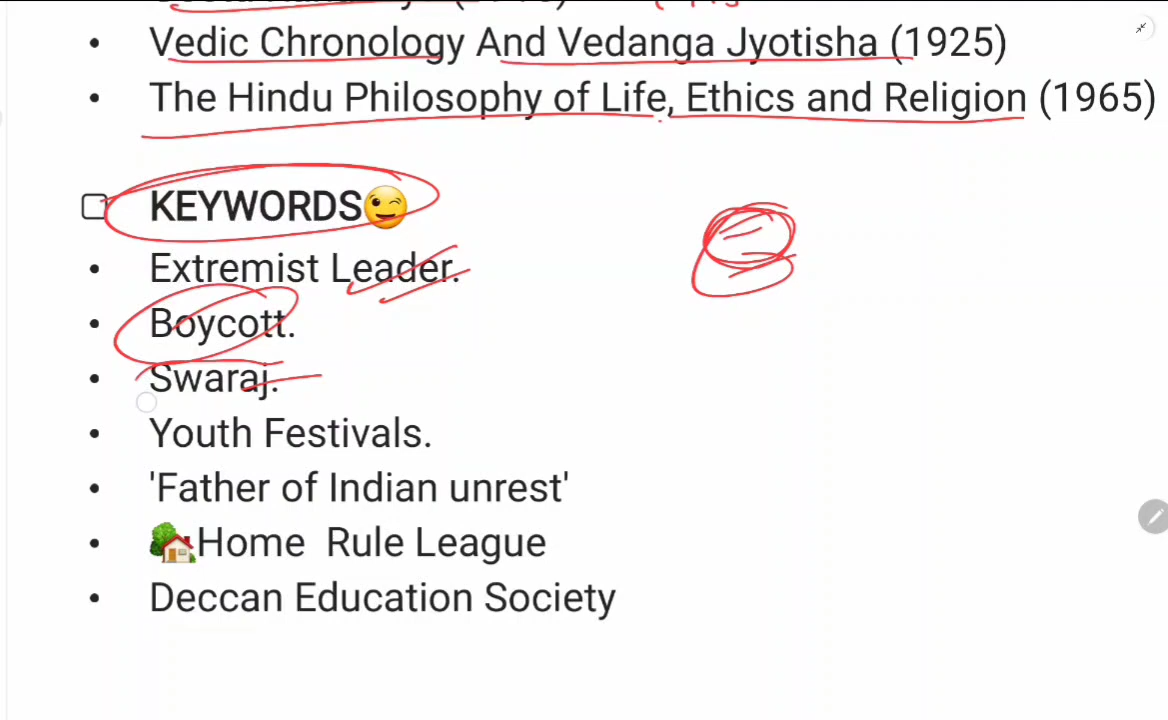 • Vedic Chronology And Vedanga Jyotisha (1925)
• The Hindu Philosophy of Life, Ethics and Religion (1965)
KEYWORDS😉
• Extremist Leader.
• Boycott.
• Swaraj.
• Youth Festivals.
• 'Father of Indian unrest'
• 🏡Home Rule League
• Deccan Education Society